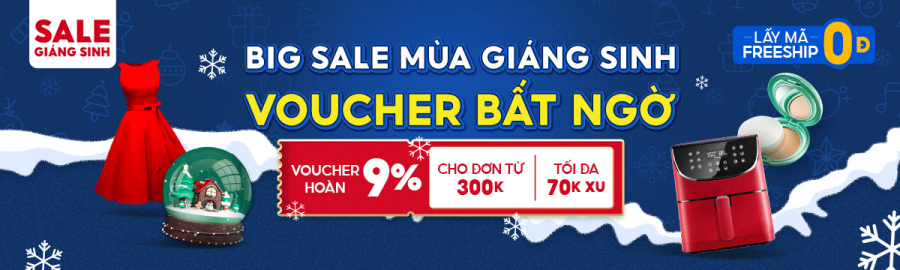 SALE
GIÁNG SINH
BIG SALE MÙA GIÁNG SINH
VOUCHER BẤT NGỜ
LẤY MÃ
FREESHIP 0Đ
VOUCHER
HOÀN 9%
CHO ĐƠN TỪ
300K
TỐI ĐA
70K XU